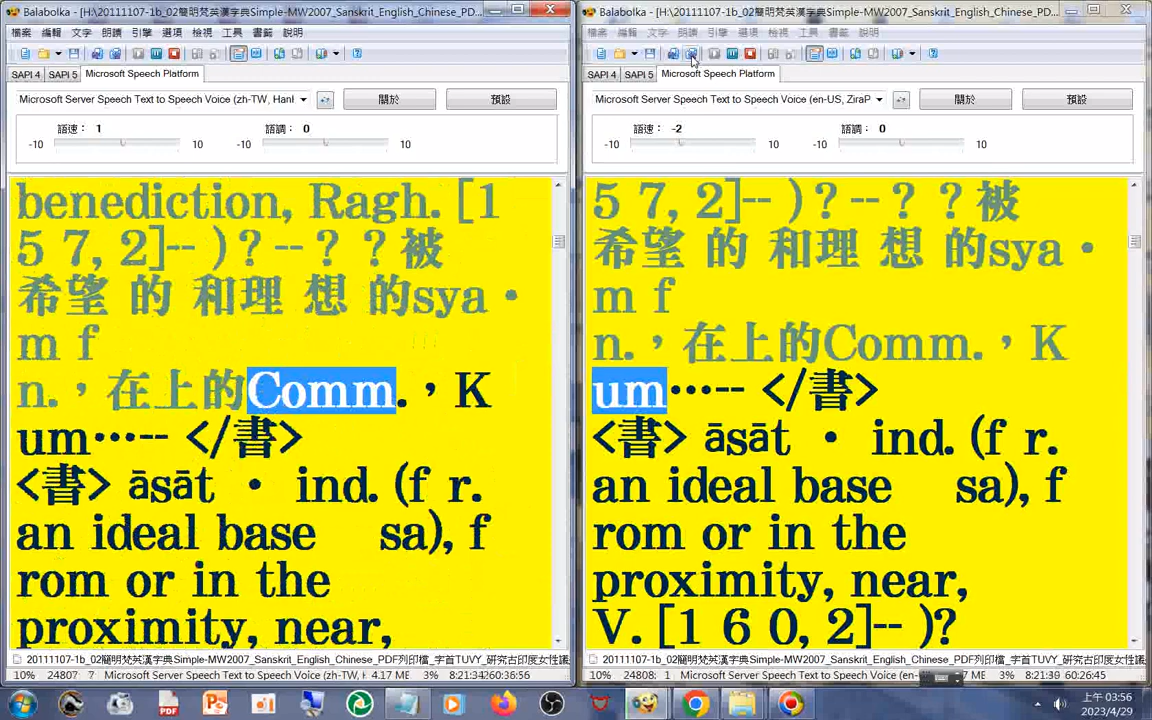 Balabolka - [H:\20111107-1b_02簡明梵英漢字典Simple-MW2007_Sanskrit_English_Chinese_PD...
檔案 編輯 文字 朗讀 引擎 選項 檢視 工具 書籤 說明
SAPI 4 SAPI 5 Microsoft Speech Platform
Microsoft Server Speech Text to Speech Voice (zh-TW, HanH
關於
預設
語速： 1
語調： 0
-10 10 -10 10
benediction, Ragh. [1
5 7, 2]-- )? --? ?被
希望 的 和理 想 的sya·
m f
n.，在上的Comm.，K
um…-- </書>
<書> āsāt · ind. (f r.
an ideal base sa), f
rom or in the
proximity, near,
20111107-1b_02簡明梵英漢字典Simple-MW2007_Sanskrit_English_Chinese_PDF列印檔_字首TUVY_研究古印度女性議
10% 24807: 7 Microsoft Server Speech Text to Speech Voice (zh-TW, H 4.17 MB 3% 8:21:34/260:36:56
Balabolka - [H:\20111107-1b_02簡明梵英漢字典Simple-MW2007_Sanskrit_English_Chinese_PD...
檔案 編輯 文字 朗讀 引擎 選項 檢視 工具 書籤 說明
SAPI 4 SAPI 5 Microsoft Speech Platform
Microsoft Server Speech Text to Speech Voice (en-US, ZiraP
關於
預設
語速： -2
語調： 0
-10 10 -10 10
5 7, 2]-- )? --? ?被
希望 的 和理 想 的sya·
m f
n.，在上的Comm.，K
um…-- </書>
<書> āsāt · ind. (f r.
an ideal base sa), f
rom or in the
proximity, near,
V. [1 6 0, 2]-- )?
20111107-1b_02簡明梵英漢字典Simple-MW2007_Sanskrit_English_Chinese_PDF列印檔_字首TUVY_研究古印度女性議
10% 24808: 1 Microsoft Server Speech MB 3% 8:21:39 60:26:45
PDF
上午 03:56
2023/4/29